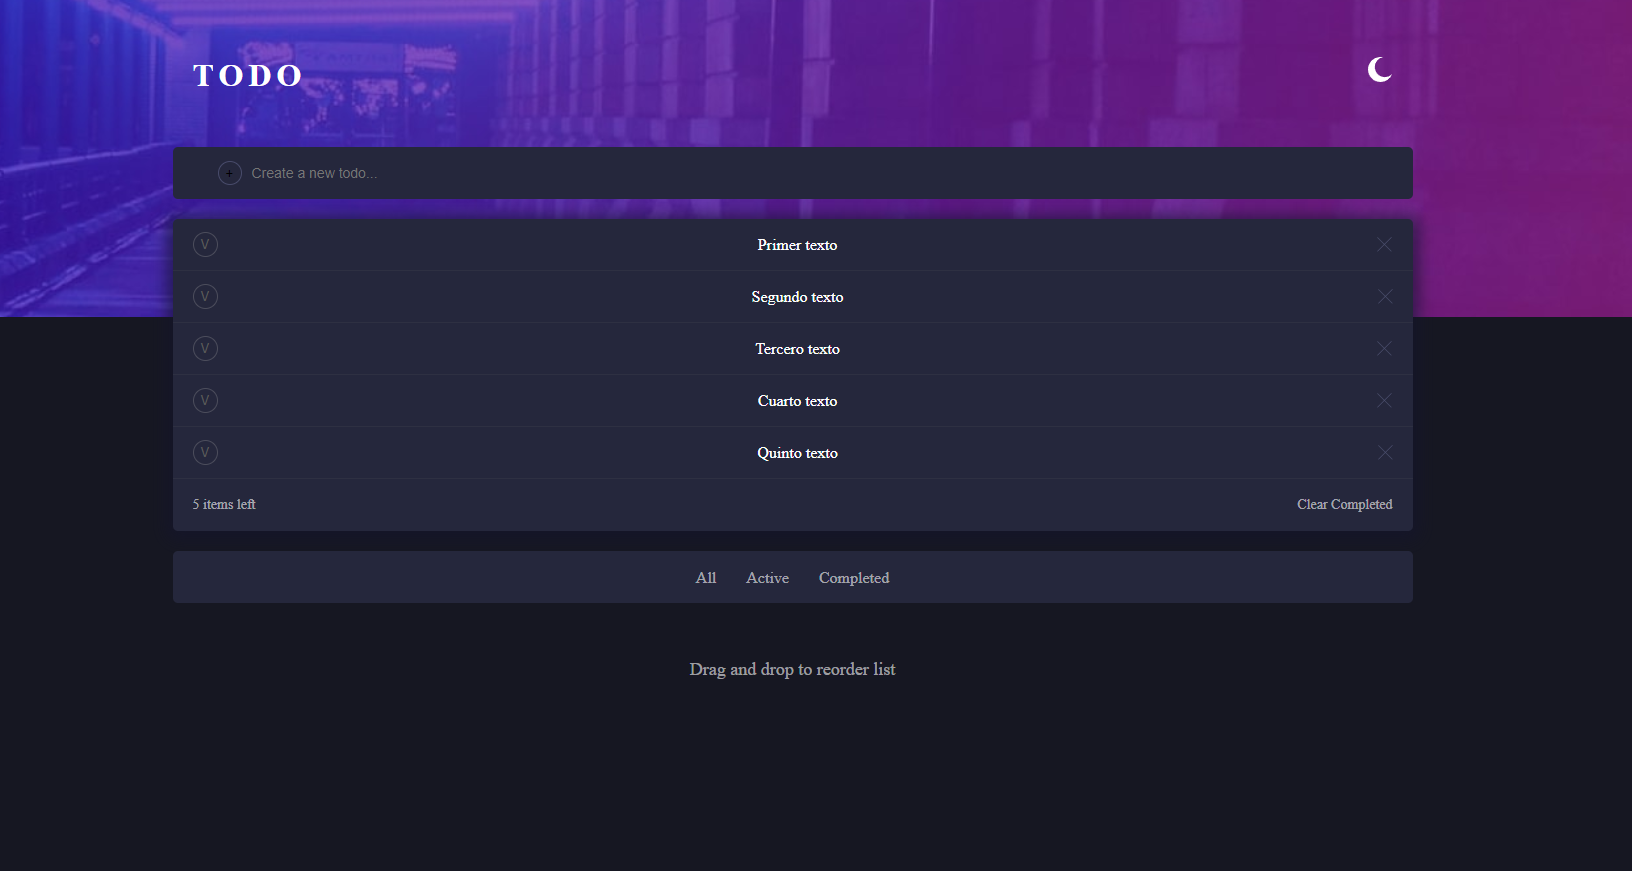 TODO
+ Create a new todo...
V Primer texto
V Segundo texto
V Tercero texto
V Cuarto texto
V Quinto texto
5 items left Clear Completed
All Active Completed
Drag and drop to reorder list